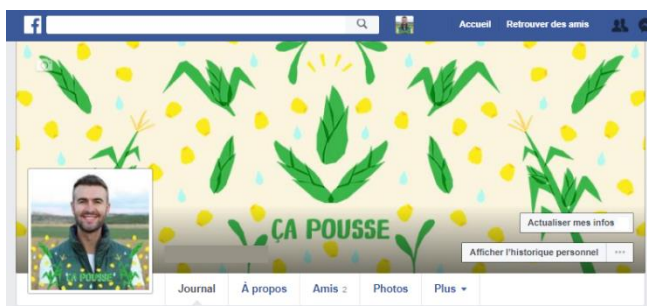 f
Accueil Retrouver des amis
ÇA POUSSE
Actualiser mes infos
Afficher l'historique personnel ...
ÇA POUSSE
Journal À propos Amis 2 Photos Plus